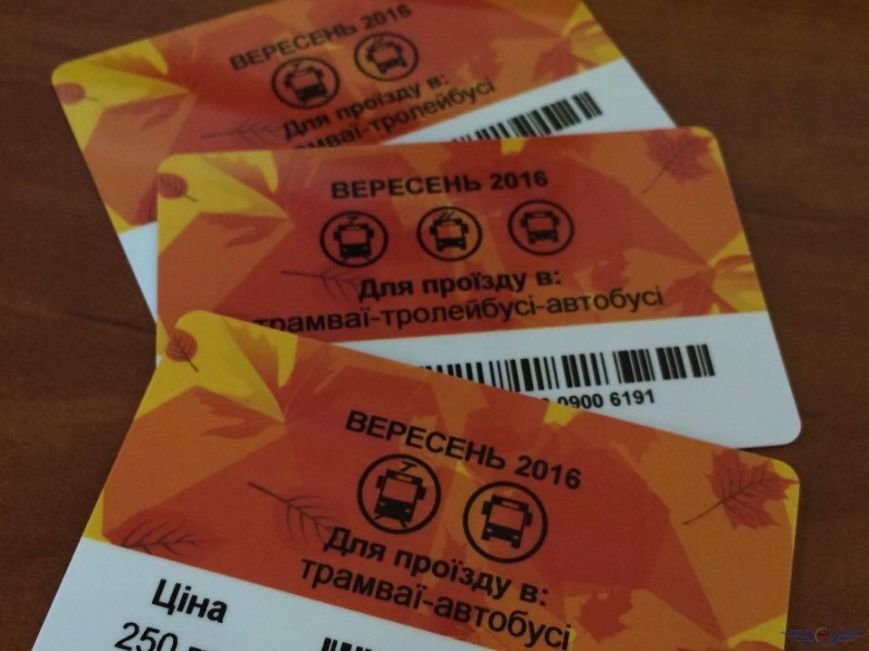 ВЕРЕСЕНЬ 2016
Для проїзду в:
трамваї-тролейбусі
ВЕРЕСЕНЬ 2016
Для проїзду в:
трамваї-тролейбусі-автобусі
0900 6191
ВЕРЕСЕНЬ 2016
Для проїзду в:
трамваї-автобусі
Ціна
250